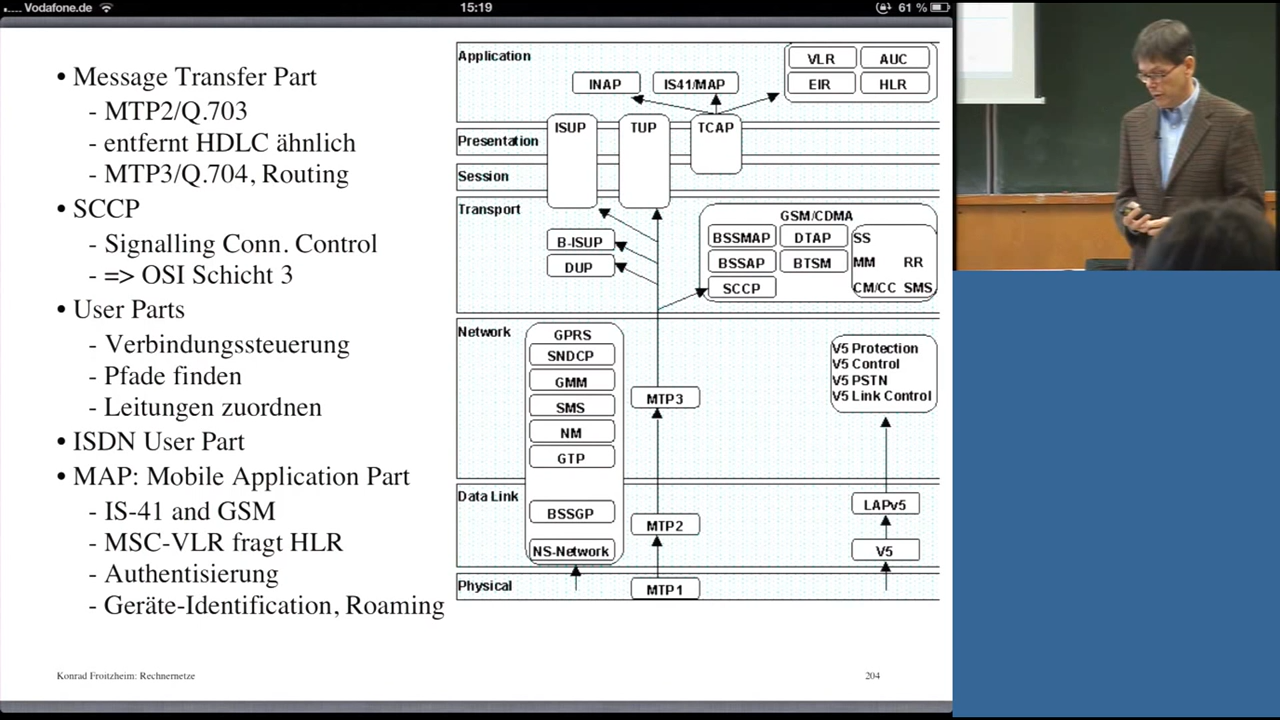 Vodafone.de
15:19
61 %
• Message Transfer Part
- MTP2/Q.703
- entfernt HDLC ähnlich
- MTP3/Q.704, Routing
• SCCP
- Signalling Conn. Control
- => OSI Schicht 3
• User Parts
- Verbindungssteuerung
- Pfade finden
- Leitungen zuordnen
• ISDN User Part
• MAP: Mobile Application Part
- IS-41 and GSM
- MSC-VLR fragt HLR
- Authentisierung
- Geräte-Identification, Roaming
Application
VLR
AUC
INAP
IS41/MAP
EIR
HLR
ISUP
TUP
TCAP
Presentation
Session
Transport
GSM/CDMA
B-ISUP
BSSMAP
DTAP
SS
DUP
BSSAP
BTSM
MM
RR
SCCP
CM/CC
SMS
Network
GPRS
SNDCP
GMM
SMS
NM
GTP
MTP3
V5 Protection
V5 Control
V5 PSTN
V5 Link Control
Data Link
BSSGP
MTP2
LAPv5
NS-Network
V5
Physical
MTP1
Konrad Froitzheim: Rechnernetze
204